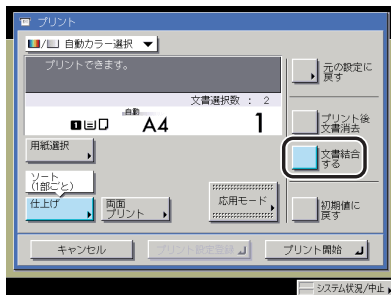 プリント
自動カラー選択
プリントできます。
元の設定に
戻す
文書選択数 : 2
プリント後
文書消去
自動
1 A4 1
文書結合
する
用紙選択
ソート
(1部ごと)
仕上げ
両面
プリント
応用モード
初期値に
戻す
キャンセル
プリント設定登録
プリント開始
システム状況/中止